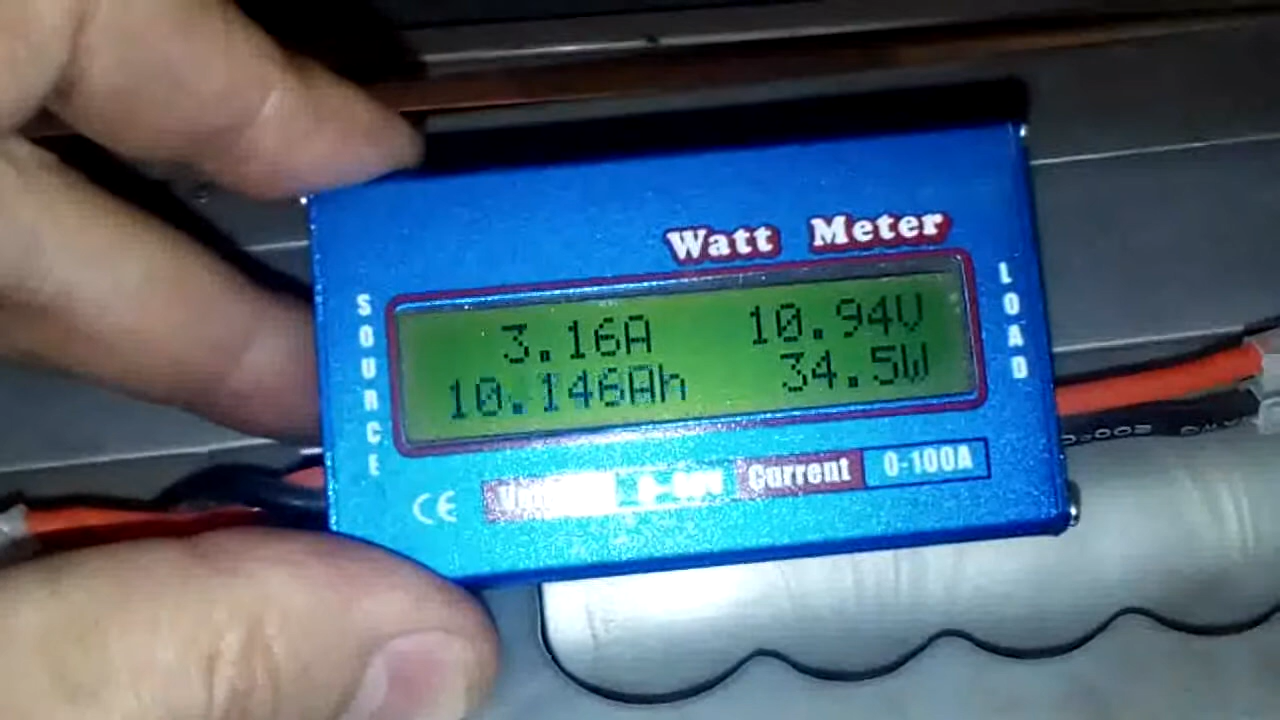 Watt Meter
SOURCE
3.16A 10.94V
10.146Ah 34.5W
LOAD
CE
Current 0-100A